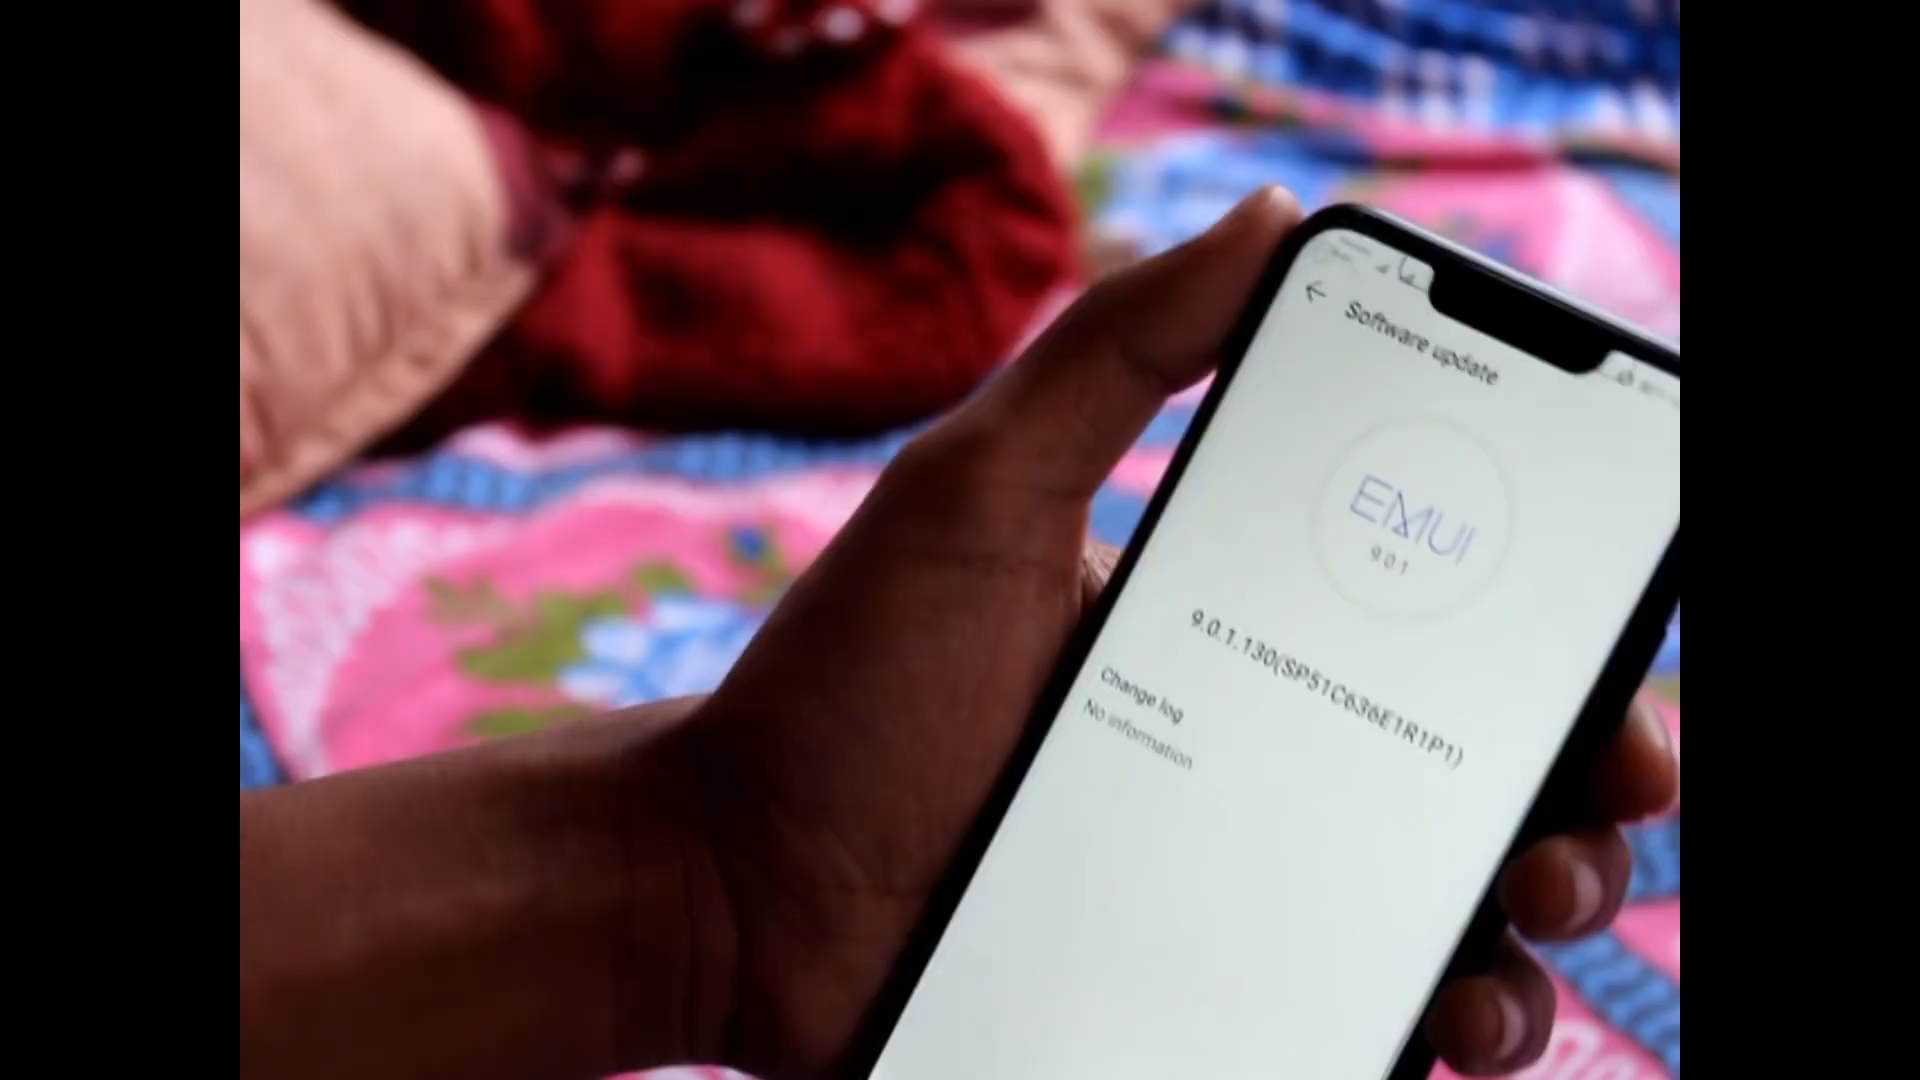 Software update
EMUI
9.0.1
9.0.1.130(SP51C636E1R1P1)
Change log
No information